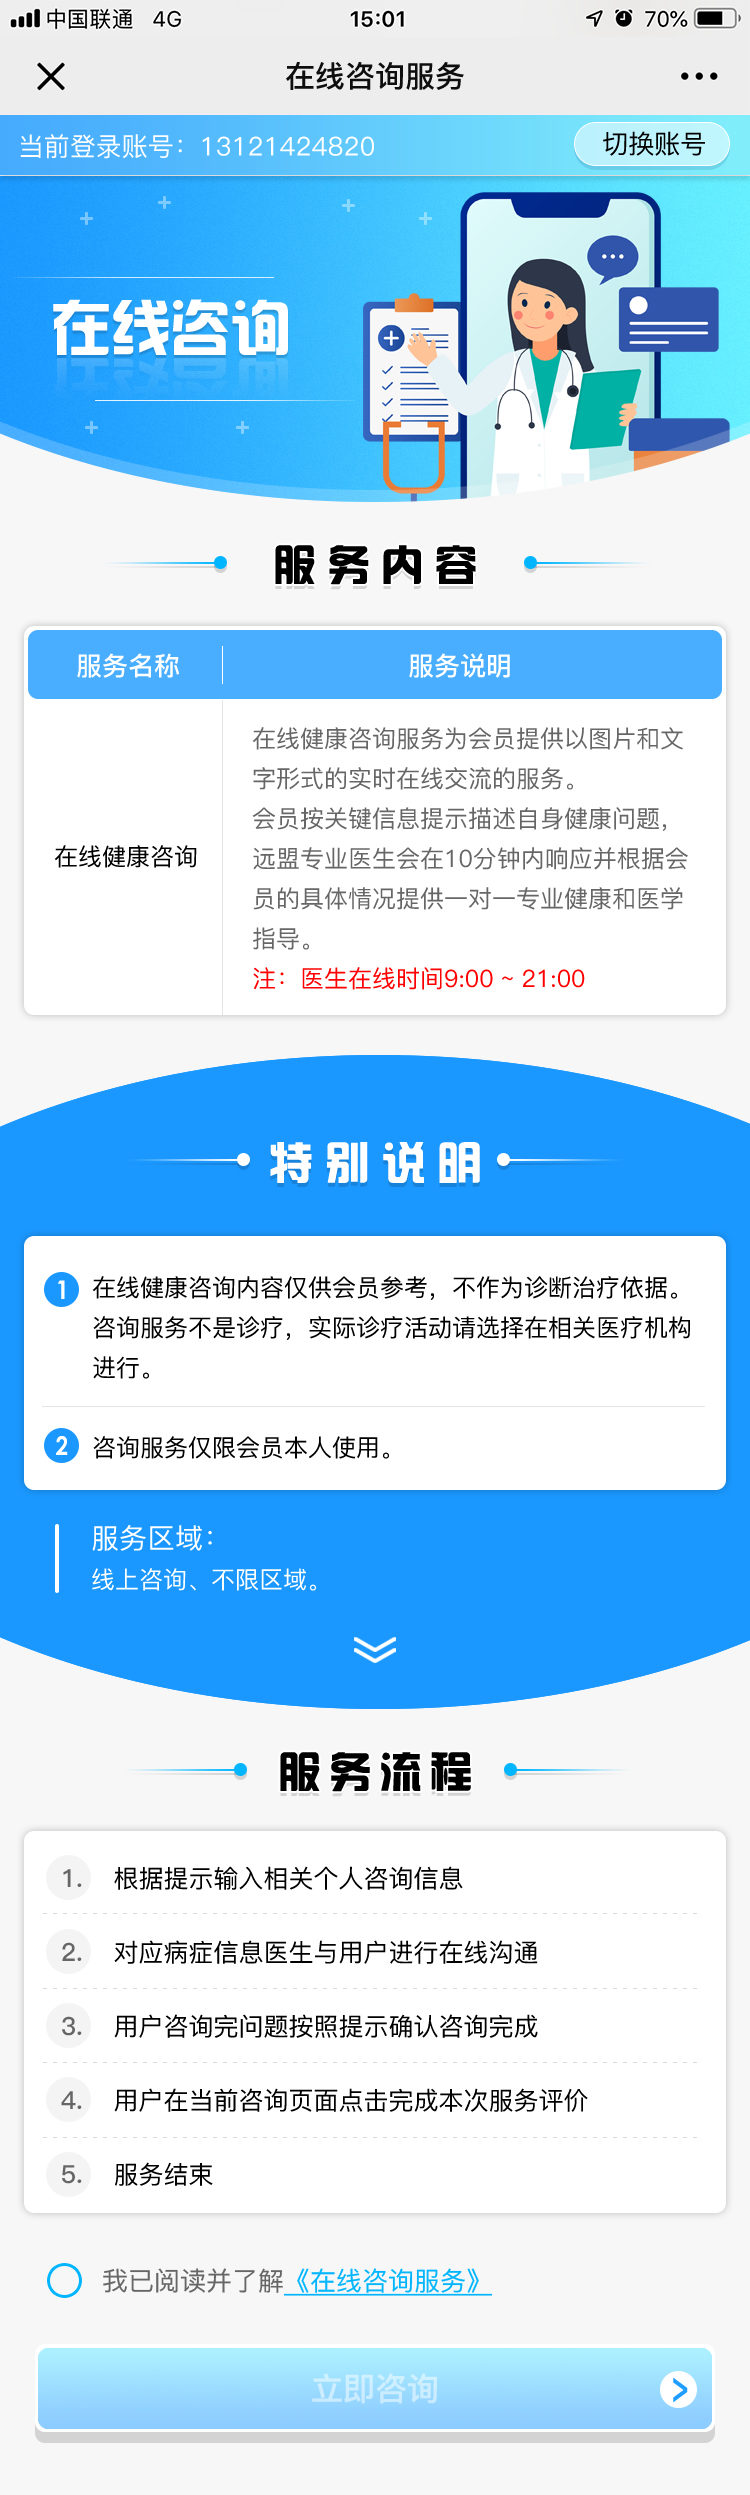 中国联通 4G 15:01 70%
在线咨询服务
当前登录账号：13121424820 切换账号
在线咨询
服务内容
服务名称 服务说明
在线健康咨询
在线健康咨询服务为会员提供以图片和文
字形式的实时在线交流的服务。
会员按关键信息提示描述自身健康问题，
远盟专业医生会在10分钟内响应并根据会
员的具体情况提供一对一专业健康和医学
指导。
注：医生在线时间9:00 ~ 21:00
特别说明
1 在线健康咨询内容仅供会员参考，不作为诊断治疗依据。
咨询服务不是诊疗，实际诊疗活动请选择在相关医疗机构
进行。
2 咨询服务仅限会员本人使用。
服务区域：
线上咨询、不限区域。
服务流程
1. 根据提示输入相关个人咨询信息
2. 对应病症信息医生与用户进行在线沟通
3. 用户咨询完问题按照提示确认咨询完成
4. 用户在当前咨询页面点击完成本次服务评价
5. 服务结束
我已阅读并了解《在线咨询服务》
立即咨询